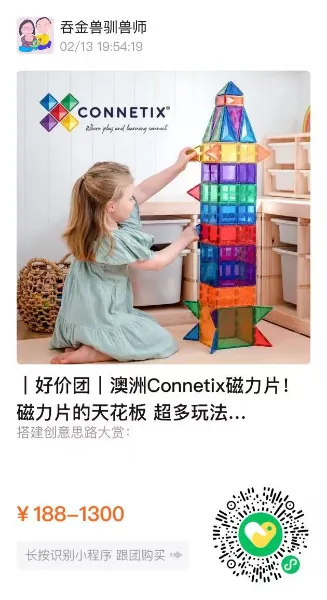 吞金兽驯兽师
02/13 19:54:19
CONNETIX®
Where play and learning connect
｜好价团｜澳洲Connetix磁力片！
磁力片的天花板 超多玩法...
搭建创意思路大赏：
¥188-1300
长按识别小程序 跟团购买